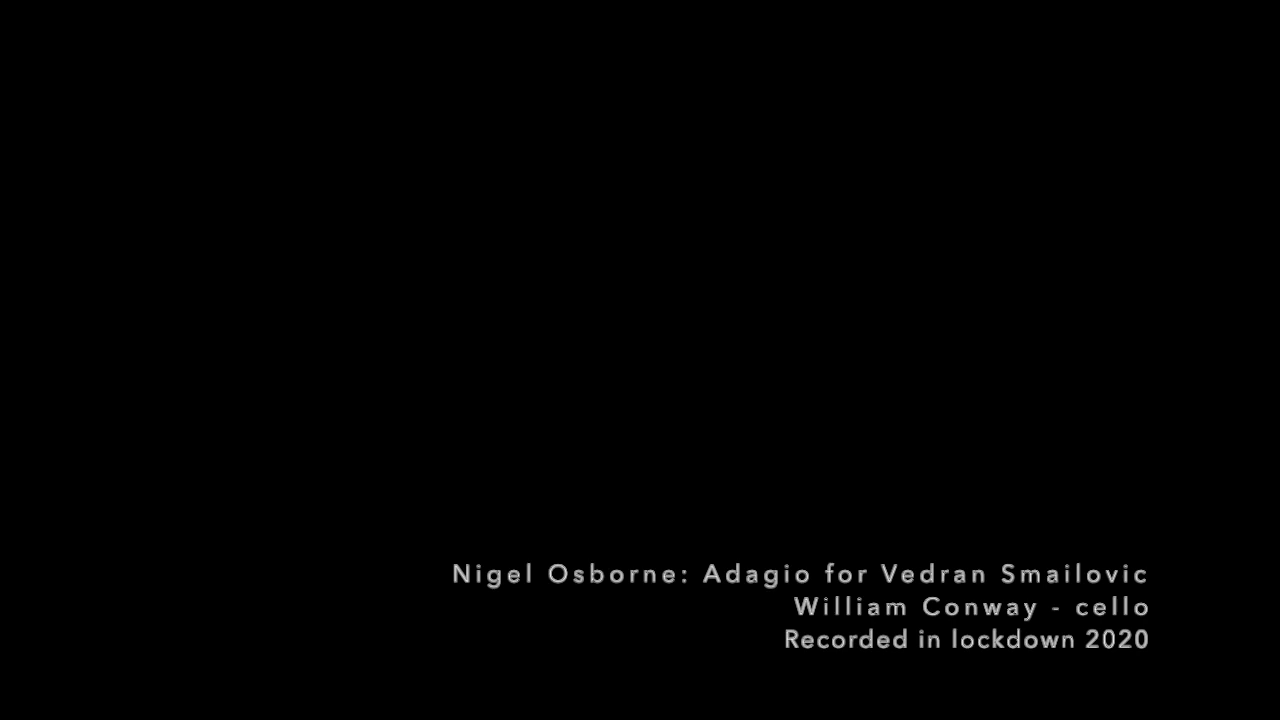 Nigel Osborne: Adagio for Vedran Smailovic
William Conway - cello
Recorded in lockdown 2020